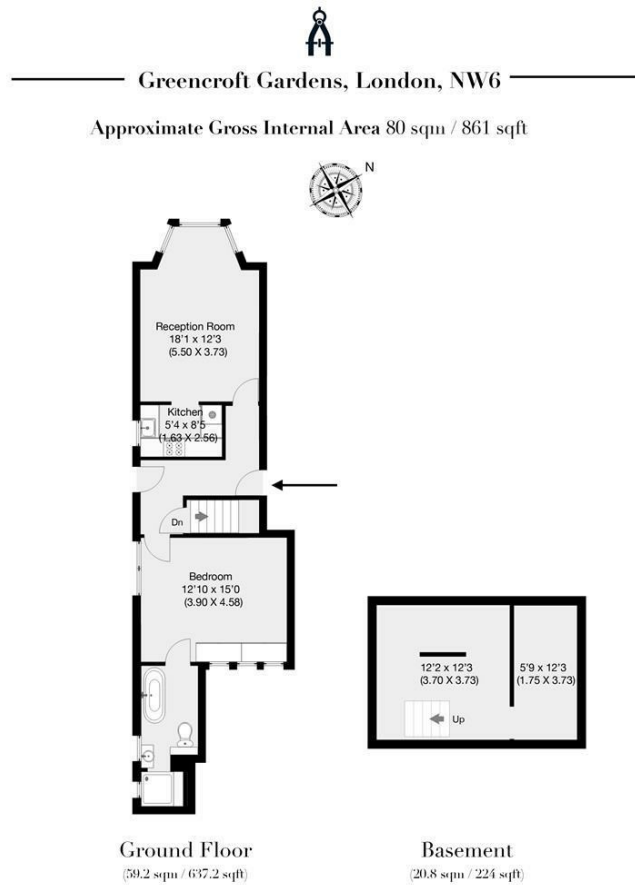 Greencroft Gardens, London, NW6
Approximate Gross Internal Area 80 sqm / 861 sqft
N
Reception Room
18'1 x 12'3
(5.50 X 3.73)
Kitchen
5'4 x 8'5
(1.63 X 2.56)
Dn
Bedroom
12'10 x 15'0
(3.90 X 4.58)
12'2 x 12'3
(3.70 X 3.73)
5'9 x 12'3
(1.75 X 3.73)
Up
Ground Floor
(59.2 sqm / 637.2 sqft)
Basement
(20.8 sqm / 224 sqft)